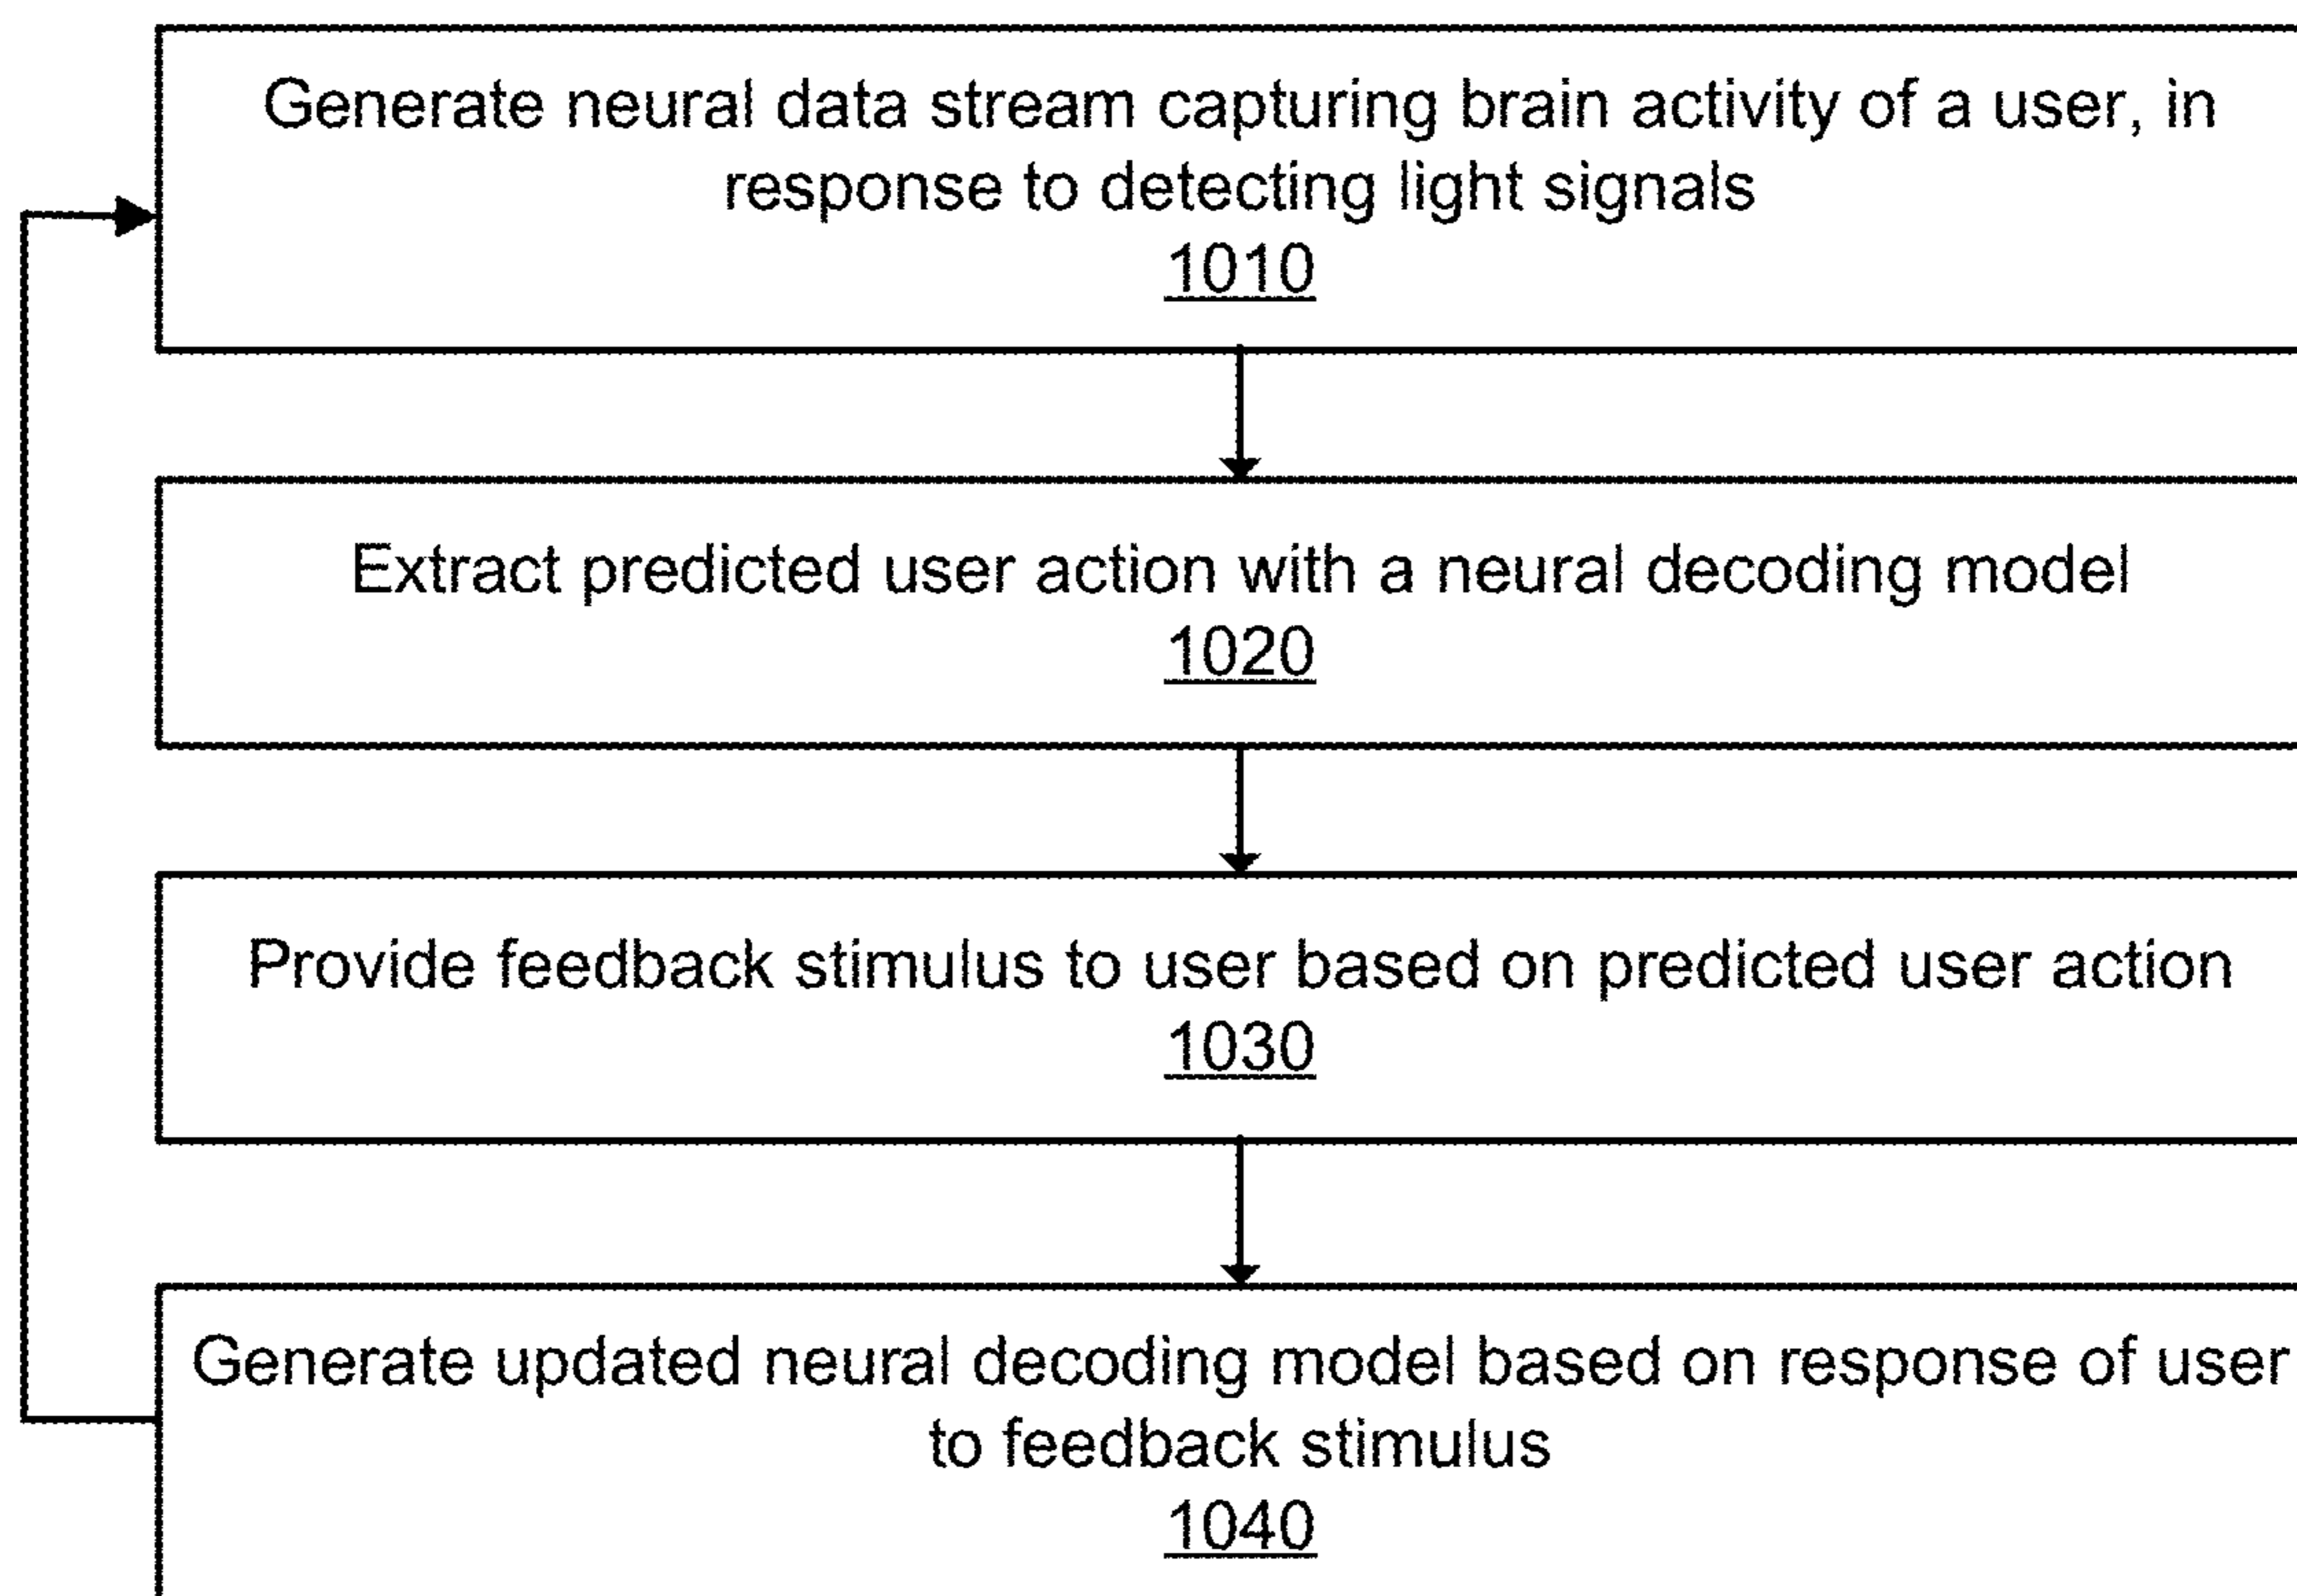 Generate neural data stream capturing brain activity of a user, in
response to detecting light signals
1010
Extract predicted user action with a neural decoding model
1020
Provide feedback stimulus to user based on predicted user action
1030
Generate updated neural decoding model based on response of user
to feedback stimulus
1040